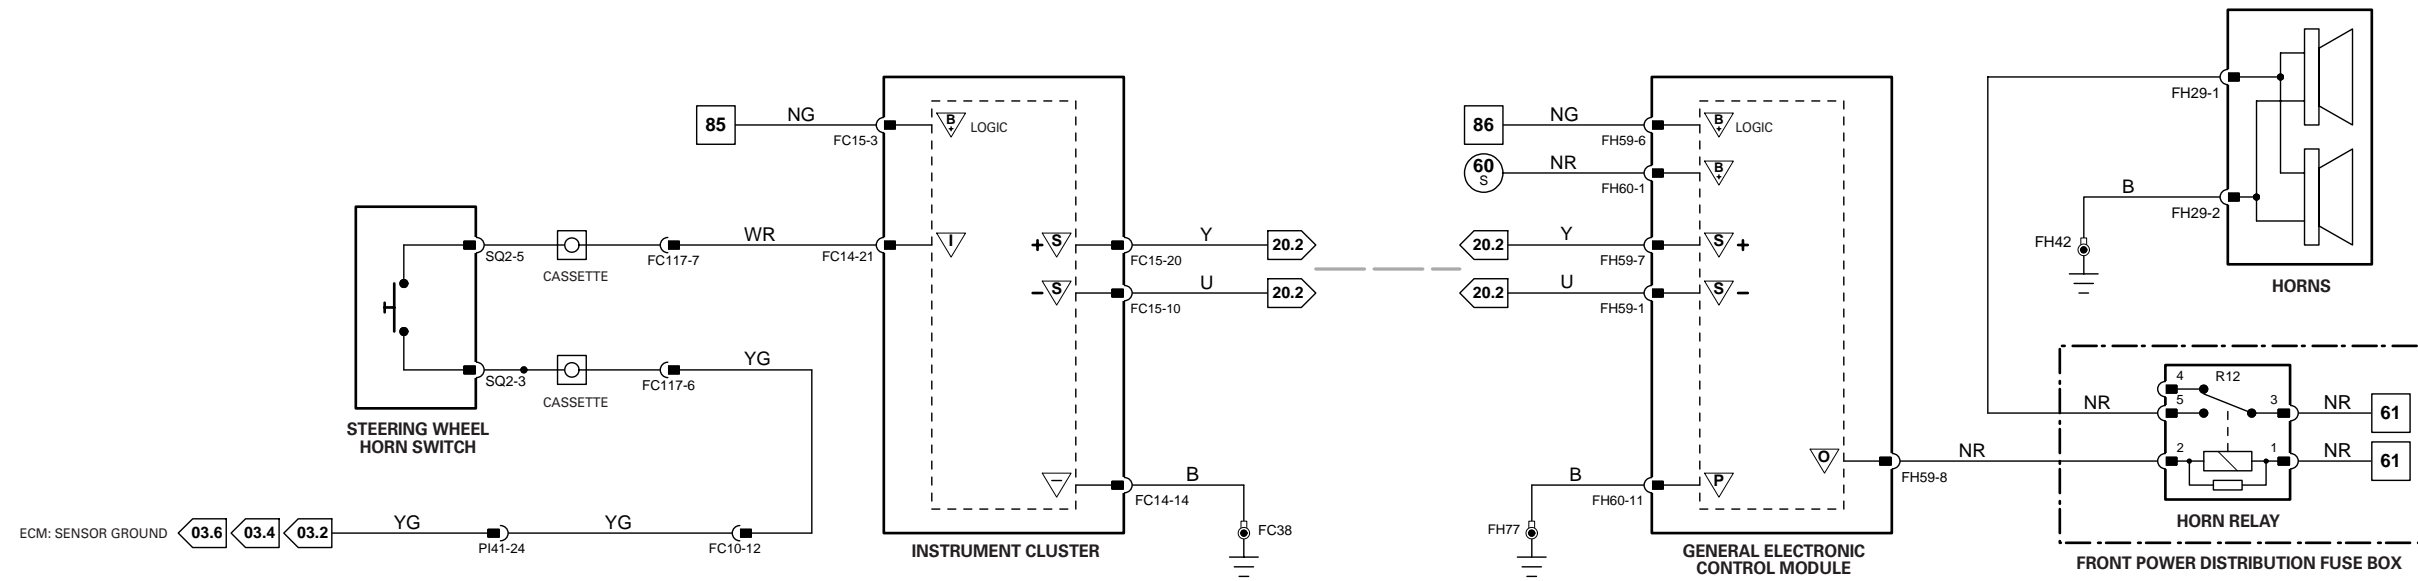 85
NG
FC15-3
B
+
LOGIC
SQ2-5
CASSETTE
FC117-7
WR
FC14-21
I
+
S
FC15-20
Y
20.2
−
S
FC15-10
U
20.2
SQ2-3
CASSETTE
FC117-6
YG
STEERING WHEEL
HORN SWITCH
ECM: SENSOR GROUND
03.6
03.4
03.2
YG
PI41-24
YG
FC10-12
−
FC14-14
B
FC38
INSTRUMENT CLUSTER
86
NG
FH59-6
B
+
LOGIC
60
S
NR
FH60-1
B
+
20.2
Y
FH59-7
S
+
20.2
U
FH59-1
S
−
O
FH59-8
NR
B
FH60-11
P
FH77
GENERAL ELECTRONIC
CONTROL MODULE
FH29-1
B
FH29-2
FH42
HORNS
NR
4
R12
5
3
NR
61
2
1
NR
61
HORN RELAY
FRONT POWER DISTRIBUTION FUSE BOX